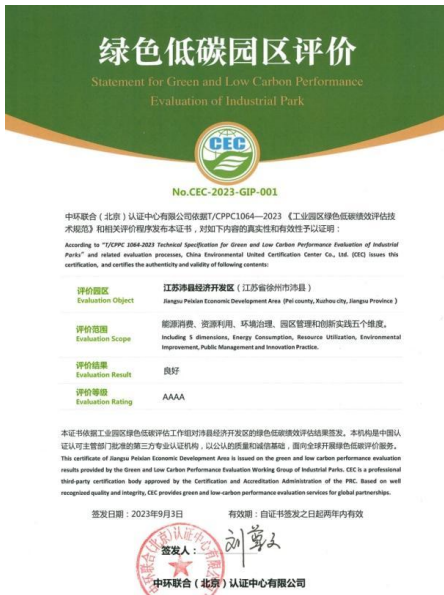 绿色低碳园区评价
Statement for Green and Low Carbon Performance
Evaluation of Industrial Park
CEC
No.CEC-2023-GIP-001
中环联合（北京）认证中心有限公司依据T/CPPC1064—2023 《工业园区绿色低碳绩效评估技
术规范》和相关评价程序发布本证书，对如下内容的真实性和有效性予以证明：
According to “T/CPPC 1064-2023 Technical Specification for Green and Low Carbon Performance Evaluation of Industrial
Parks” and related evaluation processes, China Environmental United Certification Center Co., Ltd. (CEC) issues this
certification, and certifies the authenticity and validity of following contents:
评价园区 江苏沛县经济开发区（江苏省徐州市沛县）
Evaluation Object Jiangsu Peixian Economic Development Area (Pei county, Xuzhou city, Jiangsu Province )
评价范围 能源消费、资源利用、环境治理、园区管理和创新实践五个维度。
Evaluation Scope Including 5 dimensions, Energy Consumption, Resource Utilization, Environmental
Improvement, Public Management and Innovation Practice.
评价结果 良好
Evaluation Result
评价等级 AAAA
Evaluation Rating
本证书依据工业园区绿色低碳评估工作组对沛县经济开发区的绿色低碳绩效评估结果签发。本机构是中国认
证认可主管部门批准的第三方专业认证机构，以公认的质量和诚信基础，面向全球开展绿色低碳评价服务。
This certificate of Jiangsu Peixian Economic Development Area is issued on the green and low carbon performance evaluation
results provided by the Green and Low Carbon Performance Evaluation Working Group of Industrial Parks. CEC is a professional
third-party certification body approved by the Certification and Accreditation Administration of the PRC. Based on well
recognized quality and integrity, CEC provides green and low-carbon performance evaluation services for global partnerships.
签发日期：2023年9月3日 有效期：自证书签发之日起两年内有效
签发人：
中环联合（北京）认证中心有限公司